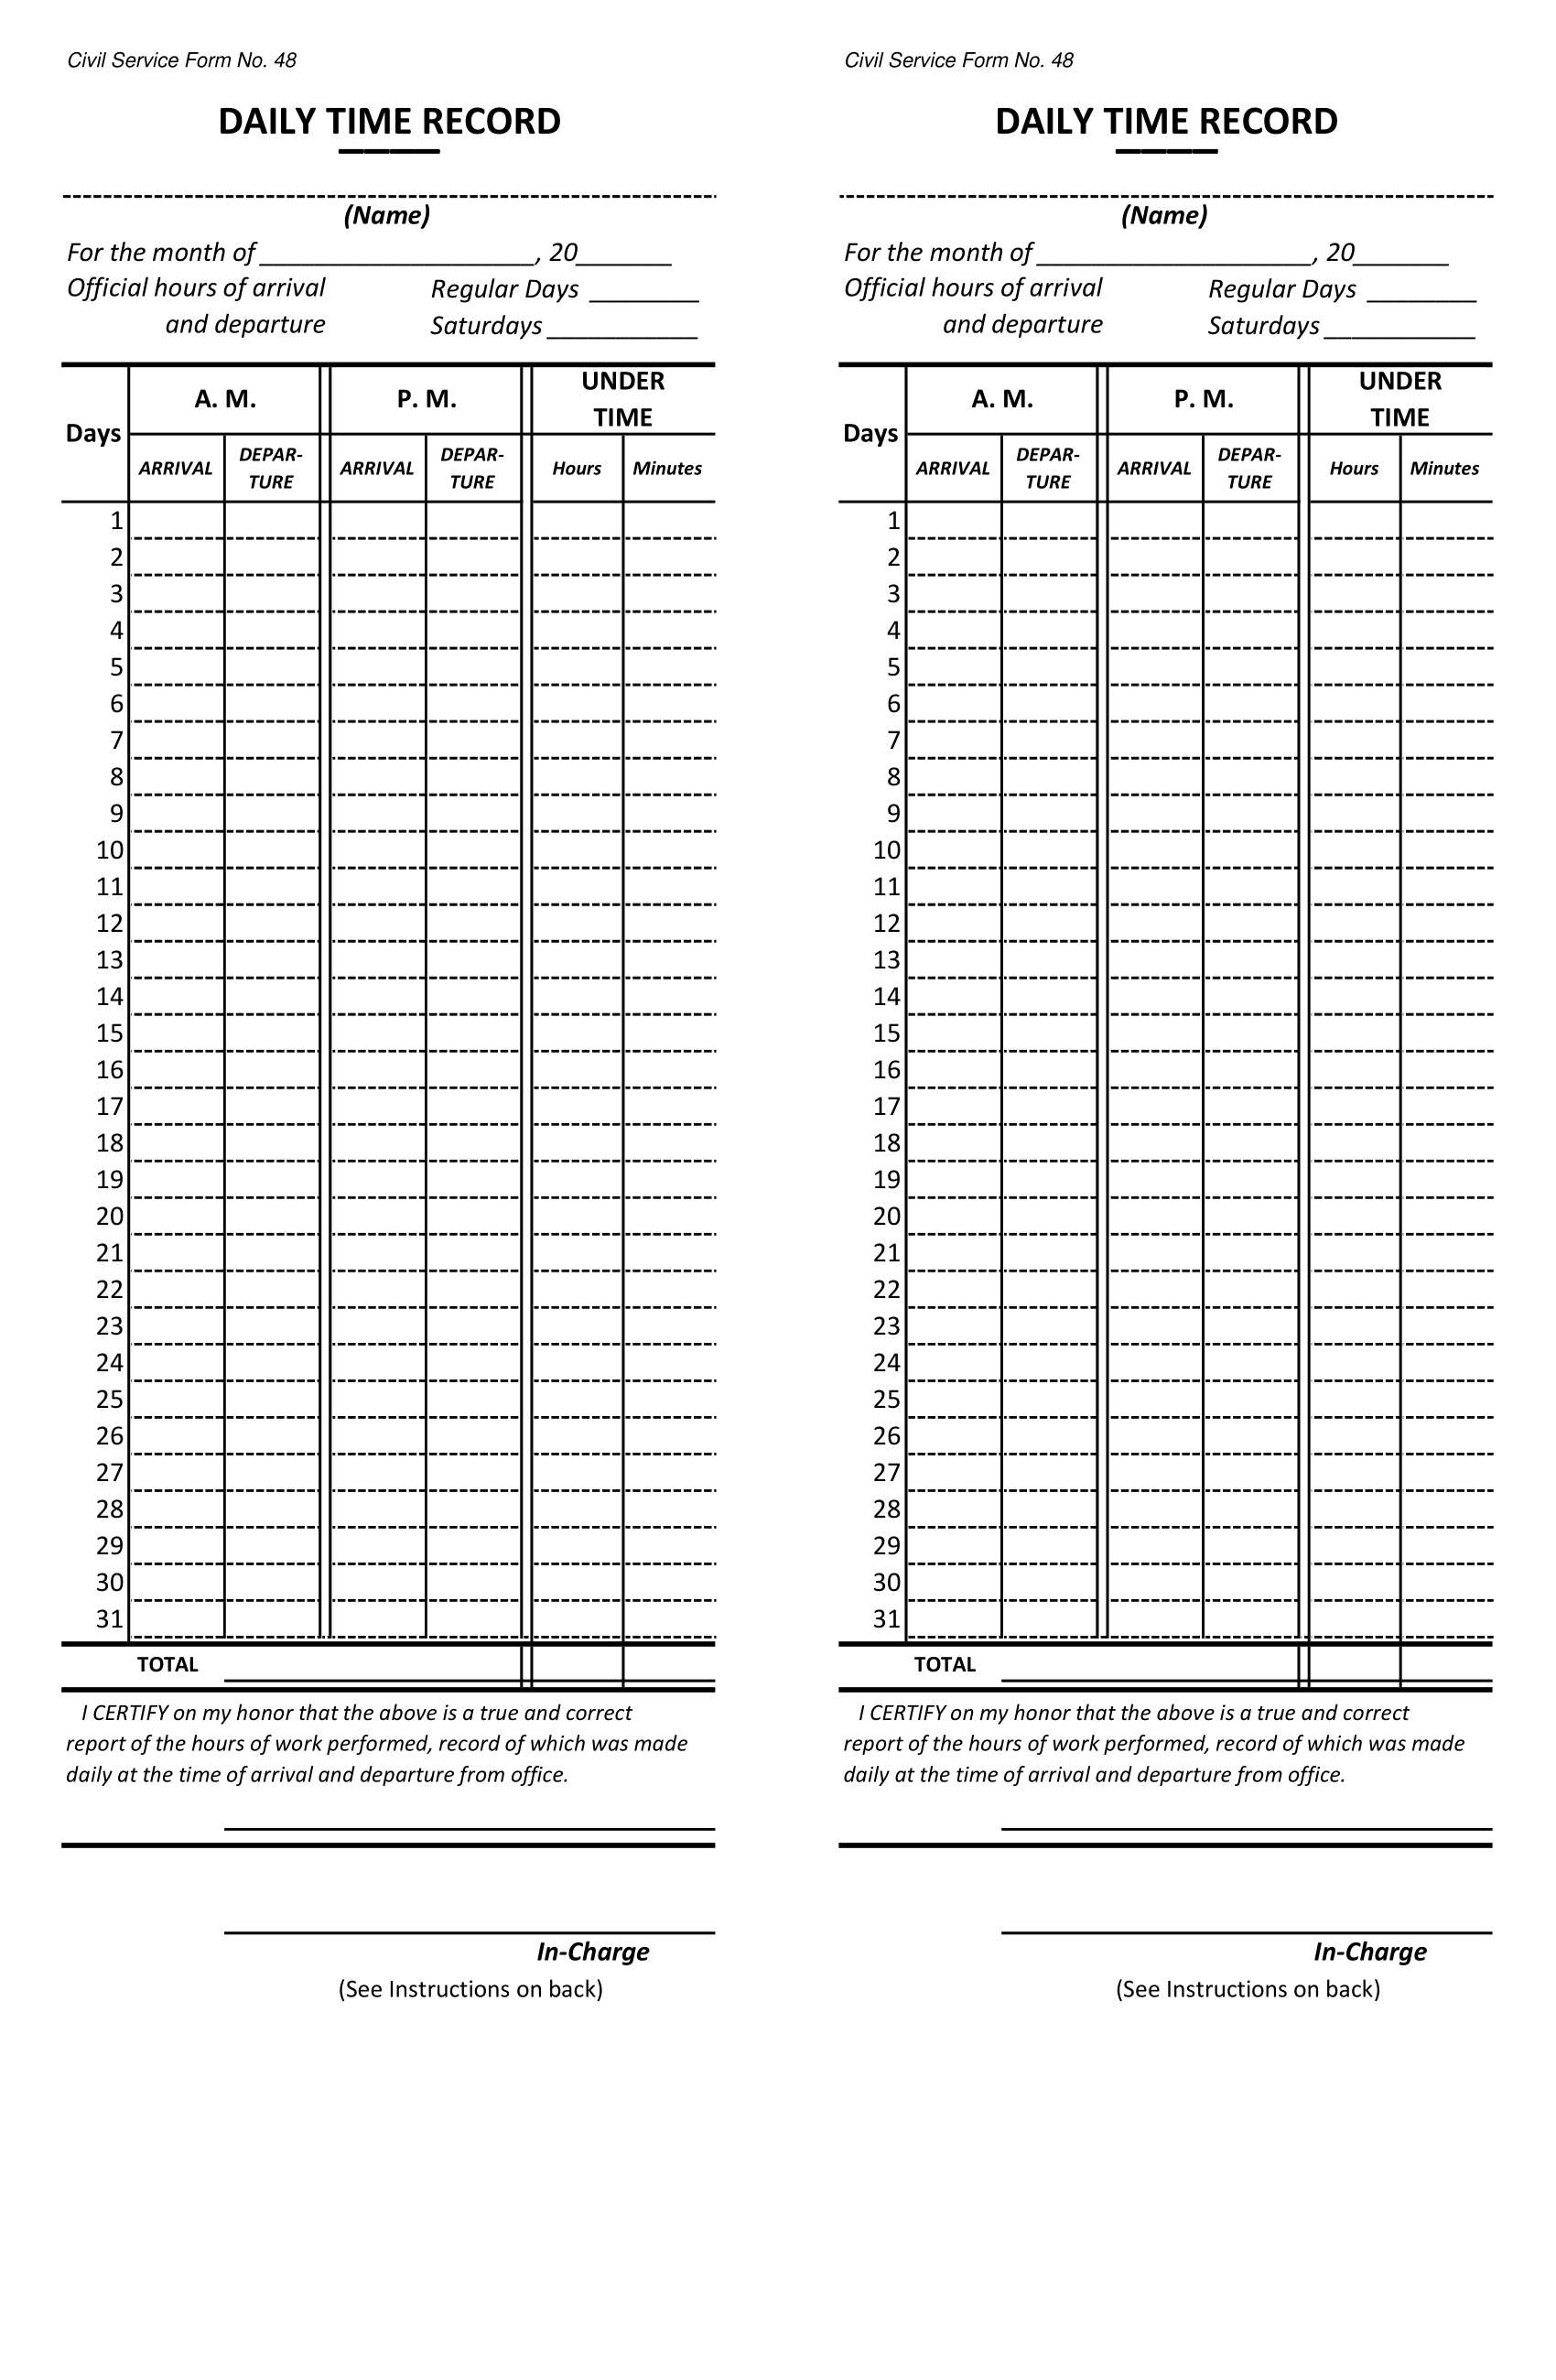 Civil Service Form No. 48
DAILY TIME RECORD
(Name)
For the month of ____________________, 20_______
Official hours of arrival Regular Days ________
and departure Saturdays ___________
Days A. M. P. M. UNDER TIME
ARRIVAL DEPAR-TURE ARRIVAL DEPAR-TURE Hours Minutes
1
2
3
4
5
6
7
8
9
10
11
12
13
14
15
16
17
18
19
20
21
22
23
24
25
26
27
28
29
30
31
TOTAL
I CERTIFY on my honor that the above is a true and correct
report of the hours of work performed, record of which was made
daily at the time of arrival and departure from office.
In-Charge
(See Instructions on back)
Civil Service Form No. 48
DAILY TIME RECORD
(Name)
For the month of ____________________, 20_______
Official hours of arrival Regular Days ________
and departure Saturdays ___________
Days A. M. P. M. UNDER TIME
ARRIVAL DEPAR-TURE ARRIVAL DEPAR-TURE Hours Minutes
1
2
3
4
5
6
7
8
9
10
11
12
13
14
15
16
17
18
19
20
21
22
23
24
25
26
27
28
29
30
31
TOTAL
I CERTIFY on my honor that the above is a true and correct
report of the hours of work performed, record of which was made
daily at the time of arrival and departure from office.
In-Charge
(See Instructions on back)